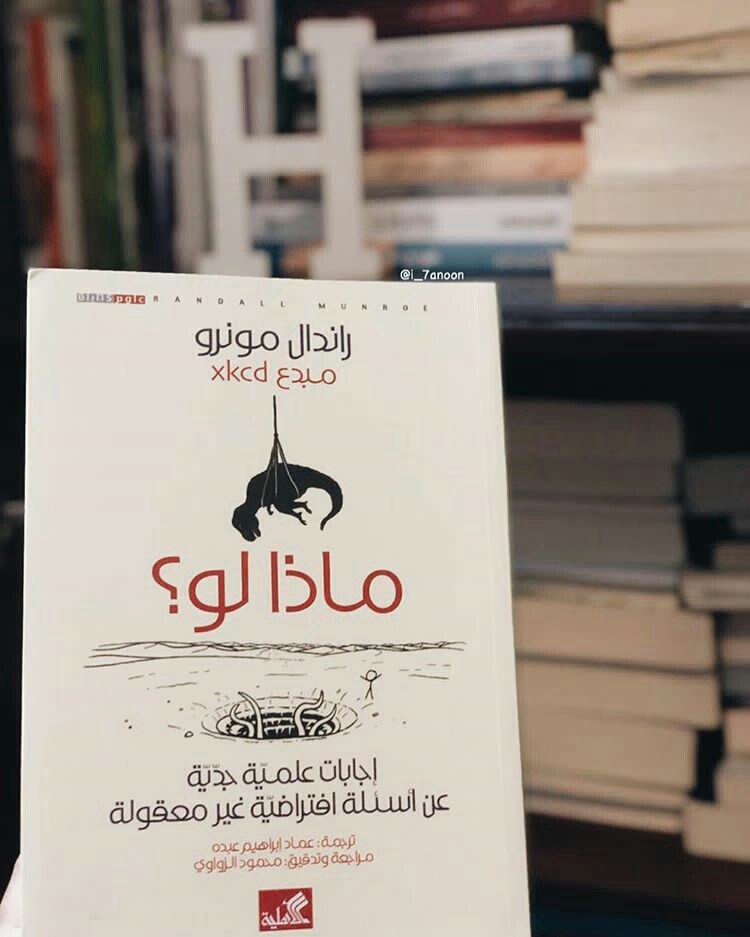 H
@i_7anoon
RANDALL MUNROE
راندال مونرو
مبدع xkcd
ماذا لو؟
إجابات علميّة جدّيّة
عن أسئلة افتراضيّة غير معقولة
ترجمة: عماد إبراهيم عبده
مراجعة وتدقيق: محمود الزواوي
الأهلية